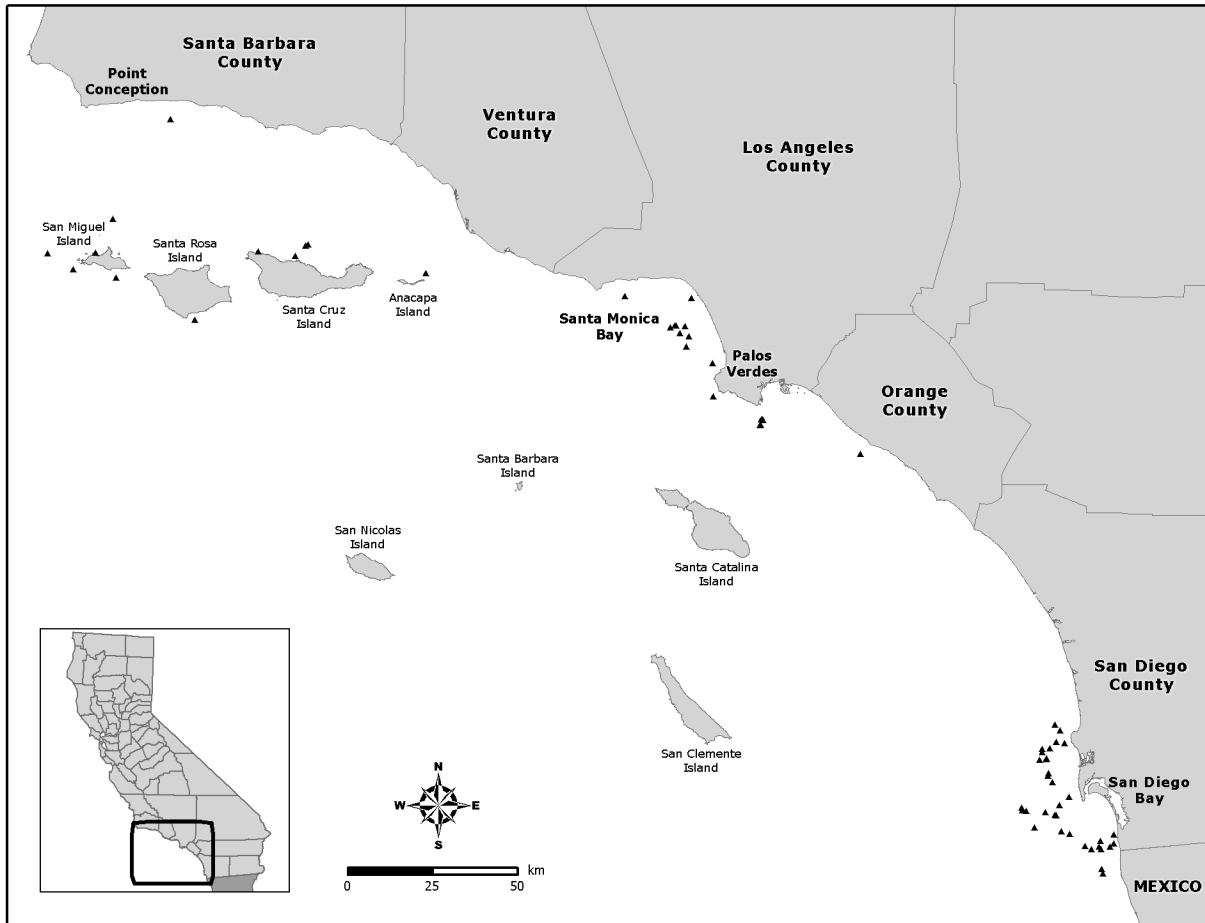 Santa Barbara
County
Point
Conception
Ventura
County
Los Angeles
County
San Miguel
Island
Santa Rosa
Island
Santa Cruz
Island
Anacapa
Island
Santa Monica
Bay
Palos
Verdes
Orange
County
Santa Barbara
Island
San Nicolas
Island
Santa Catalina
Island
San Diego
County
San Clemente
Island
San Diego
Bay
N
W
E
S
km
0
25
50
MEXICO